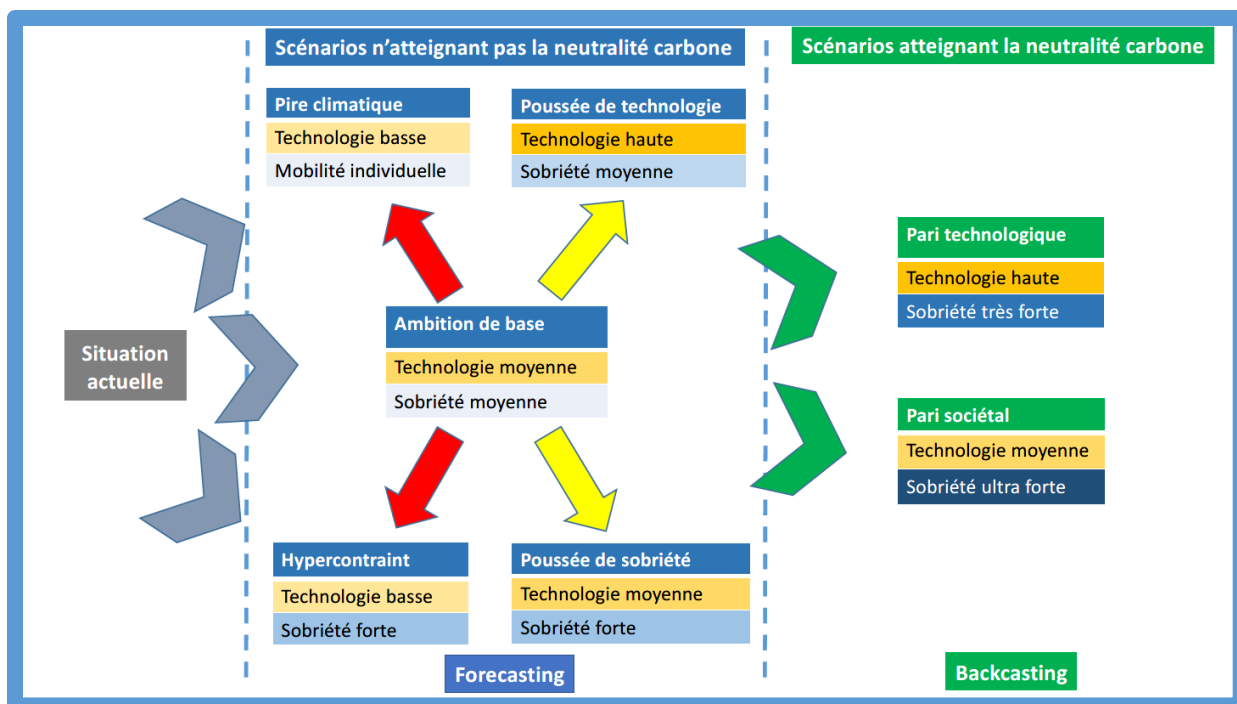 Scénarios n’atteignant pas la neutralité carbone
Scénarios atteignant la neutralité carbone
Pire climatique
Technologie basse
Mobilité individuelle
Poussée de technologie
Technologie haute
Sobriété moyenne
Situation
actuelle
Ambition de base
Technologie moyenne
Sobriété moyenne
Pari technologique
Technologie haute
Sobriété très forte
Pari sociétal
Technologie moyenne
Sobriété ultra forte
Hypercontraint
Technologie basse
Sobriété forte
Poussée de sobriété
Technologie moyenne
Sobriété forte
Forecasting
Backcasting